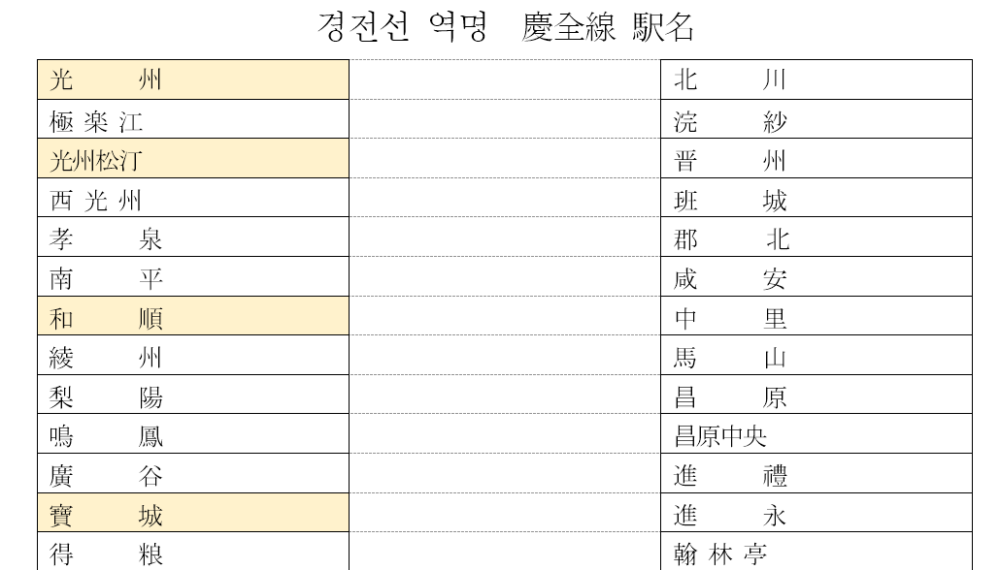 경전선 역명 慶全線 駅名
光州
極楽江
光州松汀
西光州
孝泉
南平
和順
綾州
梨陽
鳴鳳
廣谷
寶城
得粮
北川
浣紗
晋州
班城
郡北
咸安
中里
馬山
昌原
昌原中央
進禮
進永
翰林亭